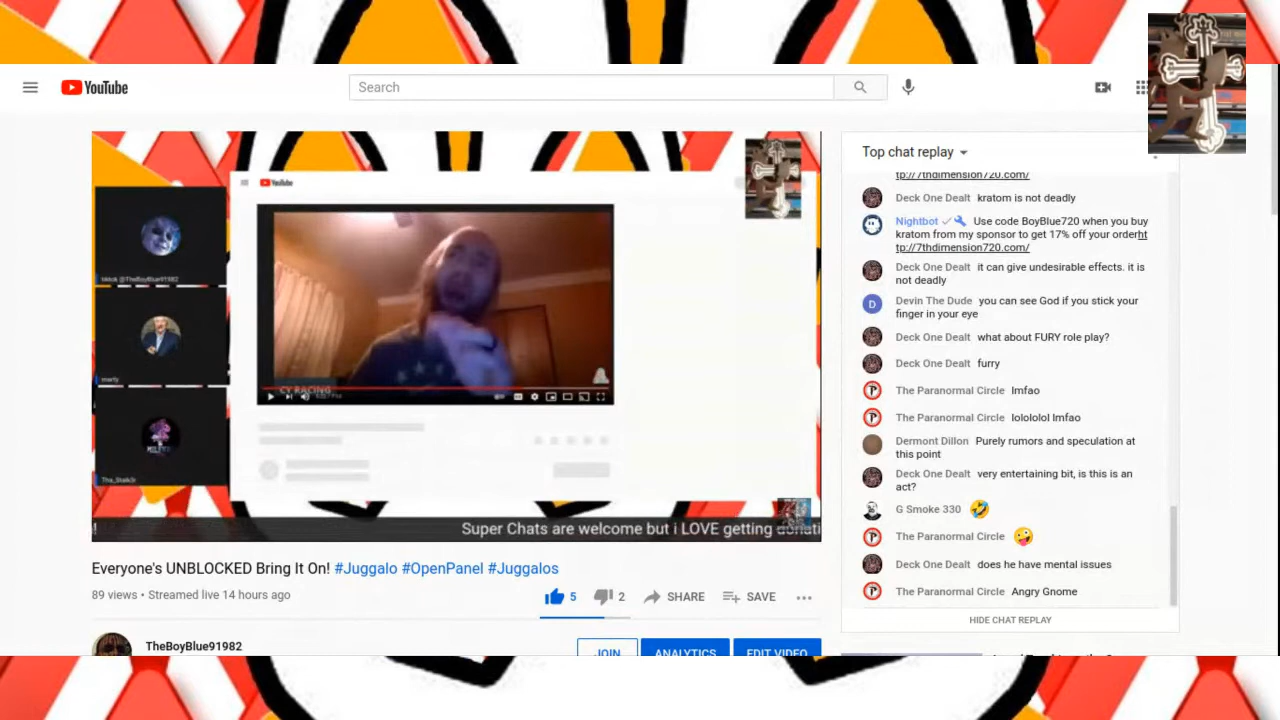 YouTube
Search
YouTube
tiktok @TheBoyBlue91982
marty
CY RACING
Super Chats are welcome but i LOVE getting donati
Everyone's UNBLOCKED Bring It On! #Juggalo #OpenPanel #Juggalos
89 views • Streamed live 14 hours ago
5
2
SHARE
SAVE
TheBoyBlue91982
JOIN
ANALYTICS
EDIT VIDEO
Top chat replay
tp://7thdimension720.com/
Deck One Dealt kratom is not deadly
Nightbot Use code BoyBlue720 when you buy
kratom from my sponsor to get 17% off your orderht
tp://7thdimension720.com/
Deck One Dealt it can give undesirable effects. it is
not deadly
D
Devin The Dude you can see God if you stick your
finger in your eye
Deck One Dealt what about FURY role play?
Deck One Dealt furry
The Paranormal Circle lmfao
The Paranormal Circle lolololol lmfao
Dermont Dillon Purely rumors and speculation at
this point
Deck One Dealt very entertaining bit, is this is an
act?
G Smoke 330
The Paranormal Circle
Deck One Dealt does he have mental issues
The Paranormal Circle Angry Gnome
HIDE CHAT REPLAY